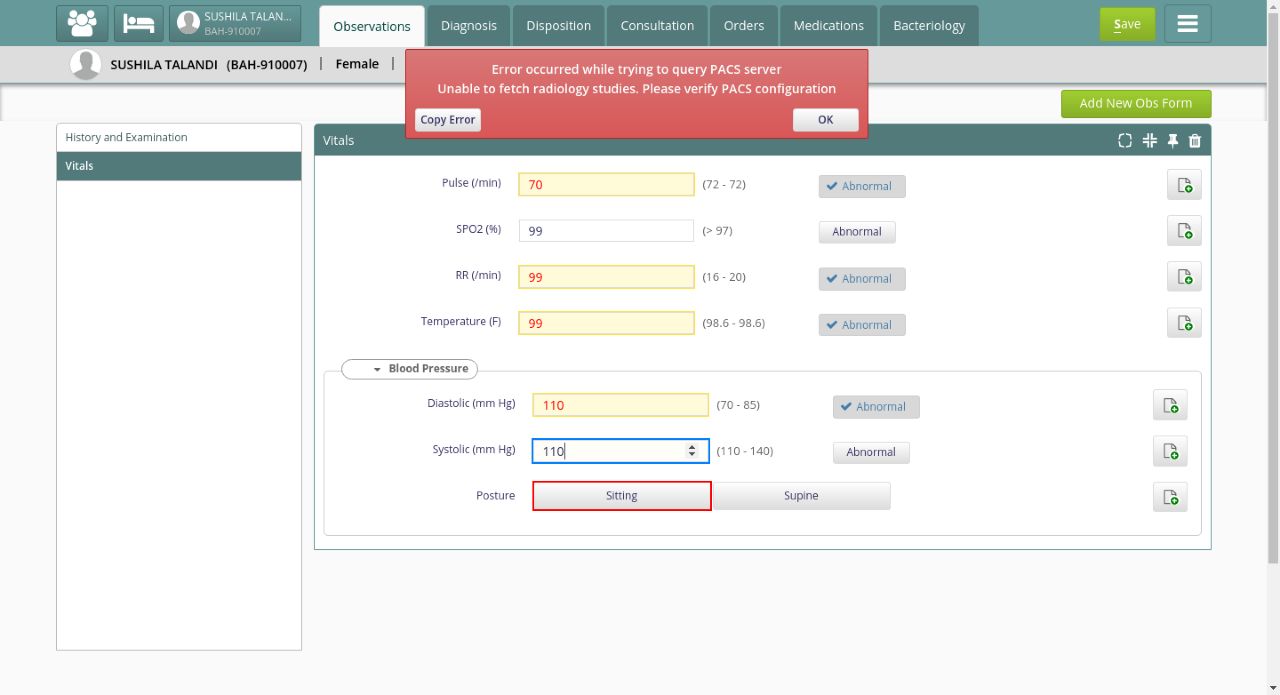 SUSHILA TALAN...
BAH-910007
Observations
Diagnosis
Disposition
Consultation
Orders
Medications
Bacteriology
Save
SUSHILA TALANDI (BAH-910007) | Female |
Error occurred while trying to query PACS server
Unable to fetch radiology studies. Please verify PACS configuration
Copy Error
OK
Add New Obs Form
History and Examination
Vitals
Vitals
Pulse (/min) 70 (72 - 72) Abnormal
SPO2 (%) 99 (> 97) Abnormal
RR (/min) 99 (16 - 20) Abnormal
Temperature (F) 99 (98.6 - 98.6) Abnormal
Blood Pressure
Diastolic (mm Hg) 110 (70 - 85) Abnormal
Systolic (mm Hg) 110 (110 - 140) Abnormal
Posture Sitting Supine